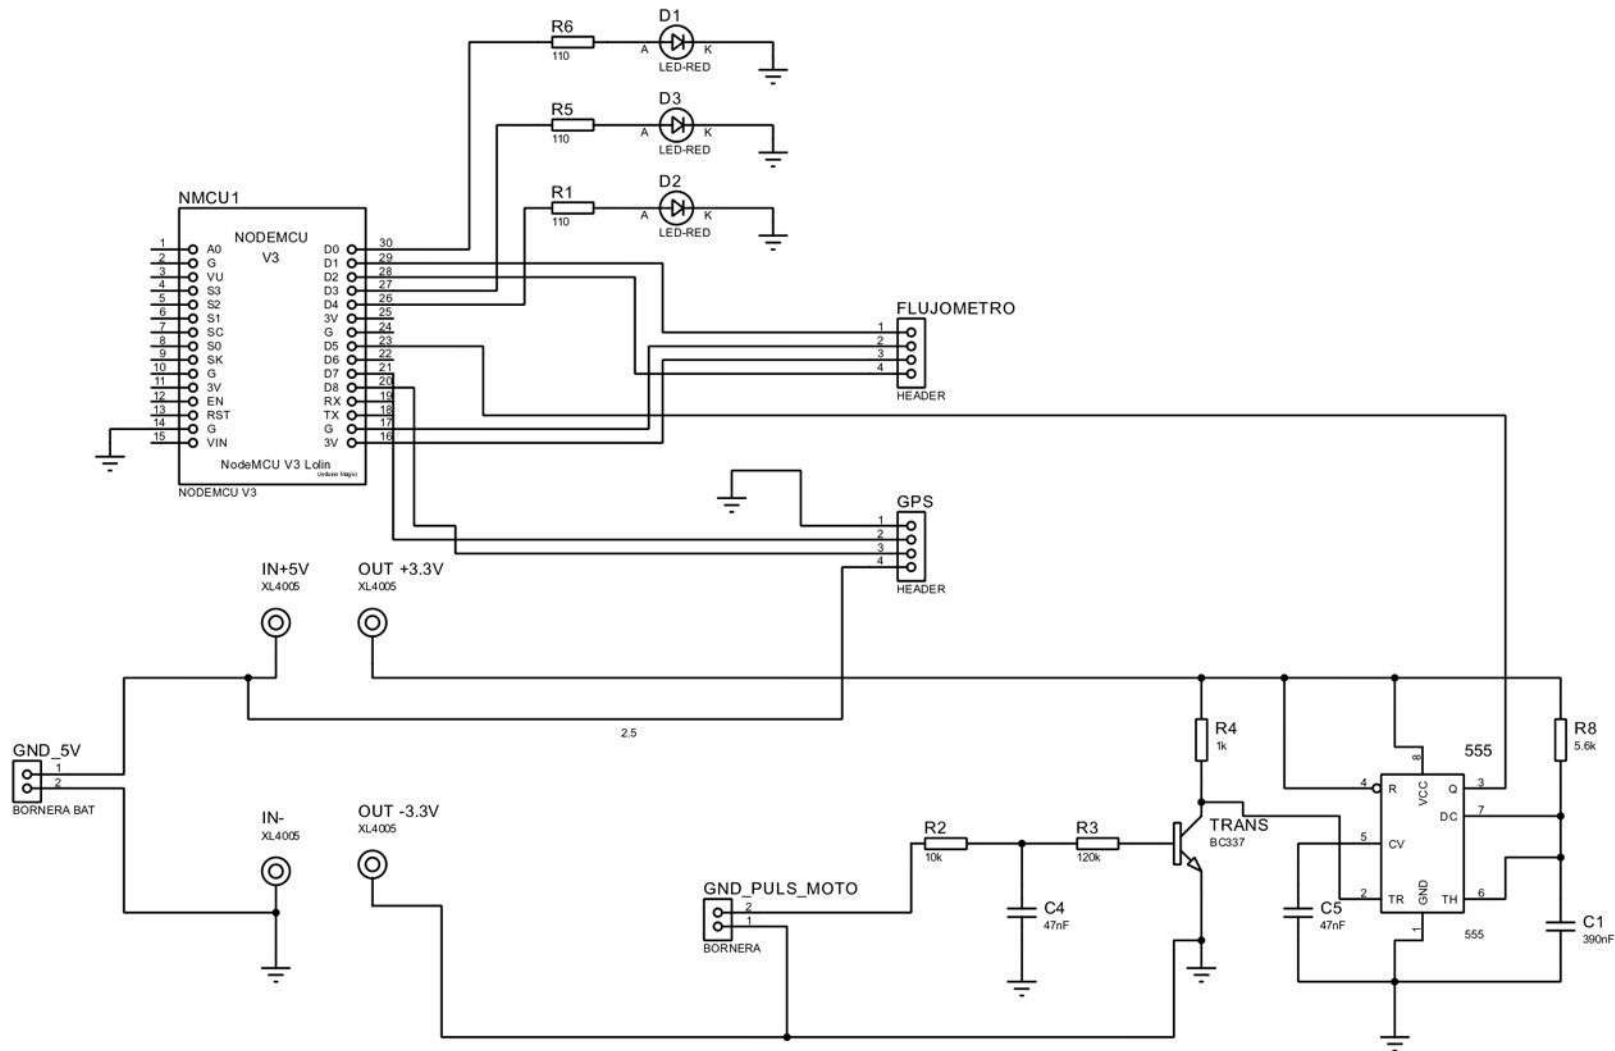 R6
110
D1
A
K
LED-RED
R5
110
D3
A
K
LED-RED
R1
110
D2
A
K
LED-RED
NMCU1
NODEMCU
V3
1 A0
2 G
3 VU
4 S3
5 S2
6 S1
7 SC
8 S0
9 SK
10 G
11 3V
12 EN
13 RST
14 G
15 VIN
D0 30
D1 29
D2 28
D3 27
D4 26
3V 25
G 24
D5 23
D6 22
D7 21
D8 20
RX 19
TX 18
G 17
3V 16
NodeMCU V3 Lolin
NODEMCU V3
FLUJOMETRO
1
2
3
4
HEADER
GPS
1
2
3
4
HEADER
IN+5V
XL4005
OUT +3.3V
XL4005
2.5
GND_5V
1
2
BORNERA BAT
IN-
XL4005
OUT -3.3V
XL4005
GND_PULS_MOTO
2
1
BORNERA
R2
10k
C4
47nF
R3
120k
R4
1k
TRANS
BC337
555
4 R
8 VCC
Q 3
DC 7
5 CV
2 TR
GND 1
TH 6
555
C5
47nF
R8
5.6k
C1
390nF